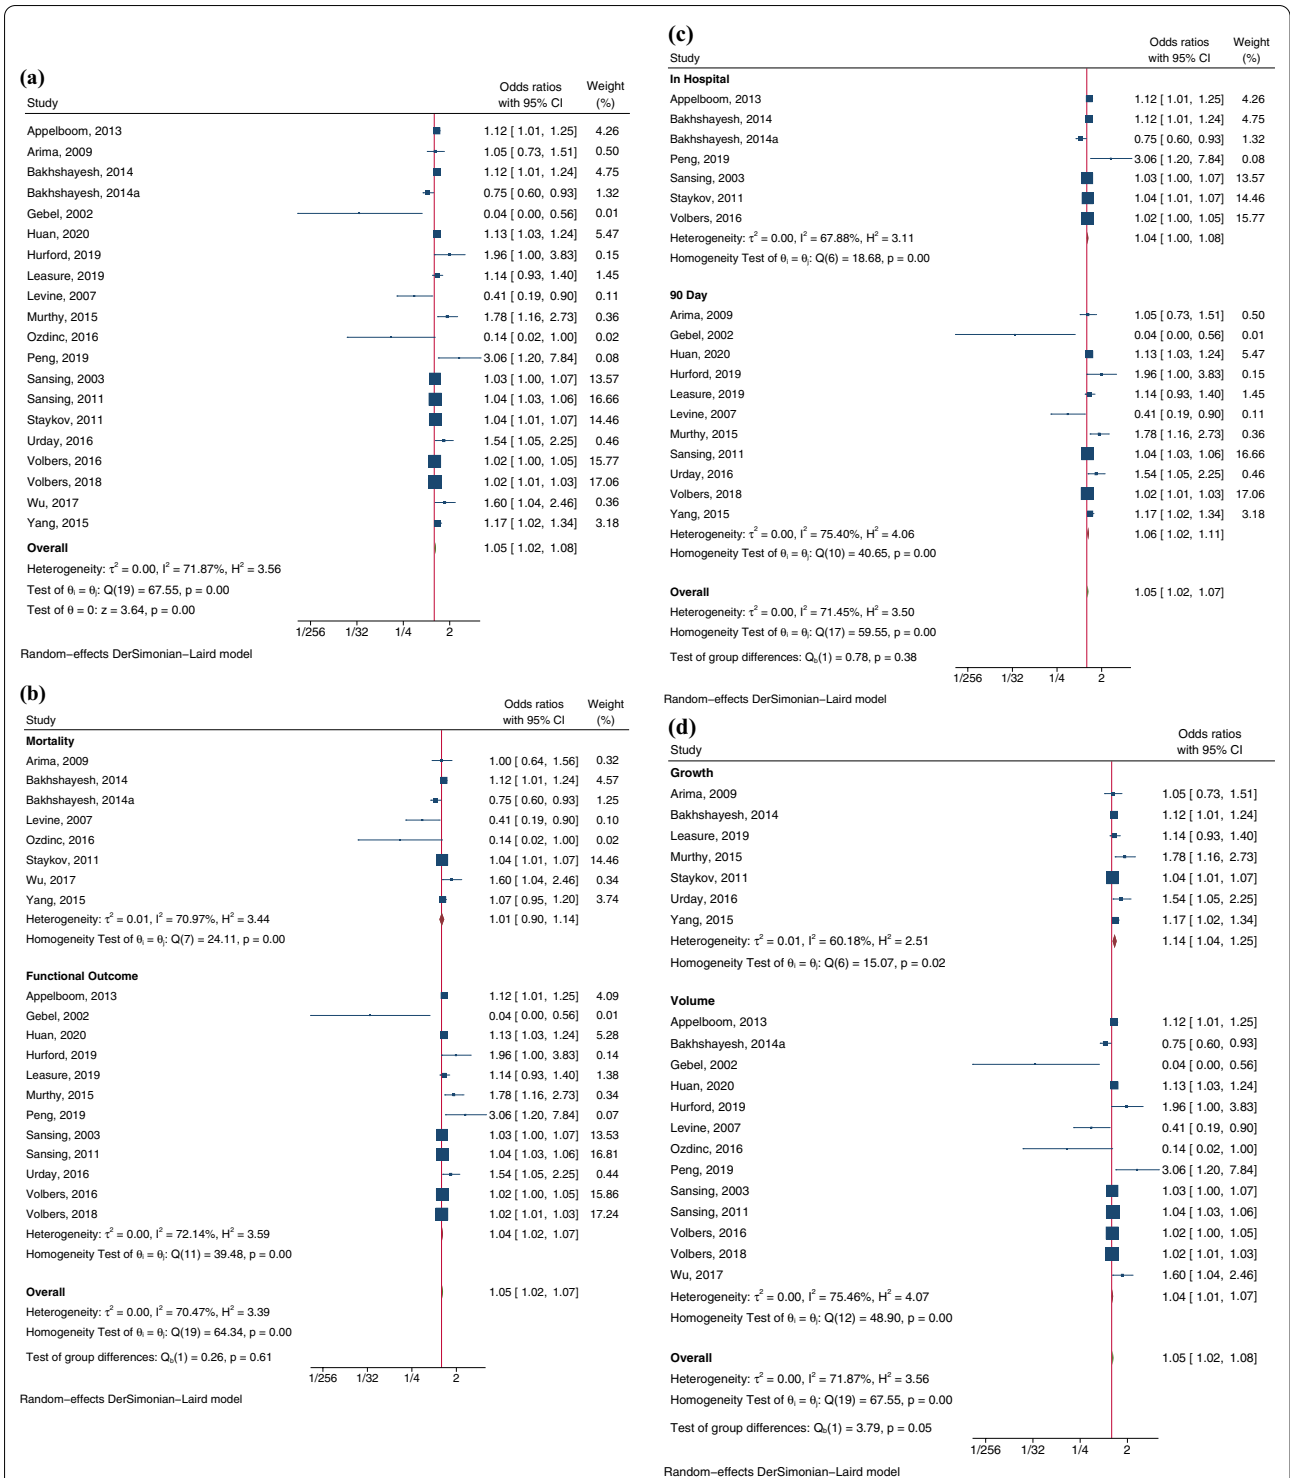 (a)
Odds ratios Weight
Study with 95% CI (%)
Appelboom, 2013 1.12 [ 1.01, 1.25] 4.26
Arima, 2009 1.05 [ 0.73, 1.51] 0.50
Bakhshayesh, 2014 1.12 [ 1.01, 1.24] 4.75
Bakhshayesh, 2014a 0.75 [ 0.60, 0.93] 1.32
Gebel, 2002 0.04 [ 0.00, 0.56] 0.01
Huan, 2020 1.13 [ 1.03, 1.24] 5.47
Hurford, 2019 1.96 [ 1.00, 3.83] 0.15
Leasure, 2019 1.14 [ 0.93, 1.40] 1.45
Levine, 2007 0.41 [ 0.19, 0.90] 0.11
Murthy, 2015 1.78 [ 1.16, 2.73] 0.36
Ozdinc, 2016 0.14 [ 0.02, 1.00] 0.02
Peng, 2019 3.06 [ 1.20, 7.84] 0.08
Sansing, 2003 1.03 [ 1.00, 1.07] 13.57
Sansing, 2011 1.04 [ 1.03, 1.06] 16.66
Staykov, 2011 1.04 [ 1.01, 1.07] 14.46
Urday, 2016 1.54 [ 1.05, 2.25] 0.46
Volbers, 2016 1.02 [ 1.00, 1.05] 15.77
Volbers, 2018 1.02 [ 1.01, 1.03] 17.06
Wu, 2017 1.60 [ 1.04, 2.46] 0.36
Yang, 2015 1.17 [ 1.02, 1.34] 3.18
Overall 1.05 [ 1.02, 1.08]
Heterogeneity: τ² = 0.00, I² = 71.87%, H² = 3.56
Test of θᵢ = θⱼ: Q(19) = 67.55, p = 0.00
Test of θ = 0: z = 3.64, p = 0.00
1/256 1/32 1/4 2
Random−effects DerSimonian−Laird model
(b)
Odds ratios Weight
Study with 95% CI (%)
Mortality
Arima, 2009 1.00 [ 0.64, 1.56] 0.32
Bakhshayesh, 2014 1.12 [ 1.01, 1.24] 4.57
Bakhshayesh, 2014a 0.75 [ 0.60, 0.93] 1.25
Levine, 2007 0.41 [ 0.19, 0.90] 0.10
Ozdinc, 2016 0.14 [ 0.02, 1.00] 0.02
Staykov, 2011 1.04 [ 1.01, 1.07] 14.46
Wu, 2017 1.60 [ 1.04, 2.46] 0.34
Yang, 2015 1.07 [ 0.95, 1.20] 3.74
Heterogeneity: τ² = 0.01, I² = 70.97%, H² = 3.44 1.01 [ 0.90, 1.14]
Homogeneity Test of θᵢ = θⱼ: Q(7) = 24.11, p = 0.00
Functional Outcome
Appelboom, 2013 1.12 [ 1.01, 1.25] 4.09
Gebel, 2002 0.04 [ 0.00, 0.56] 0.01
Huan, 2020 1.13 [ 1.03, 1.24] 5.28
Hurford, 2019 1.96 [ 1.00, 3.83] 0.14
Leasure, 2019 1.14 [ 0.93, 1.40] 1.38
Murthy, 2015 1.78 [ 1.16, 2.73] 0.34
Peng, 2019 3.06 [ 1.20, 7.84] 0.07
Sansing, 2003 1.03 [ 1.00, 1.07] 13.53
Sansing, 2011 1.04 [ 1.03, 1.06] 16.81
Urday, 2016 1.54 [ 1.05, 2.25] 0.44
Volbers, 2016 1.02 [ 1.00, 1.05] 15.86
Volbers, 2018 1.02 [ 1.01, 1.03] 17.24
Heterogeneity: τ² = 0.00, I² = 72.14%, H² = 3.59 1.04 [ 1.02, 1.07]
Homogeneity Test of θᵢ = θⱼ: Q(11) = 39.48, p = 0.00
Overall 1.05 [ 1.02, 1.07]
Heterogeneity: τ² = 0.00, I² = 70.47%, H² = 3.39
Homogeneity Test of θᵢ = θⱼ: Q(19) = 64.34, p = 0.00
Test of group differences: Q_b(1) = 0.26, p = 0.61
1/256 1/32 1/4 2
Random−effects DerSimonian−Laird model
(c)
Odds ratios Weight
Study with 95% CI (%)
In Hospital
Appelboom, 2013 1.12 [ 1.01, 1.25] 4.26
Bakhshayesh, 2014 1.12 [ 1.01, 1.24] 4.75
Bakhshayesh, 2014a 0.75 [ 0.60, 0.93] 1.32
Peng, 2019 3.06 [ 1.20, 7.84] 0.08
Sansing, 2003 1.03 [ 1.00, 1.07] 13.57
Staykov, 2011 1.04 [ 1.01, 1.07] 14.46
Volbers, 2016 1.02 [ 1.00, 1.05] 15.77
Heterogeneity: τ² = 0.00, I² = 67.88%, H² = 3.11 1.04 [ 1.00, 1.08]
Homogeneity Test of θᵢ = θⱼ: Q(6) = 18.68, p = 0.00
90 Day
Arima, 2009 1.05 [ 0.73, 1.51] 0.50
Gebel, 2002 0.04 [ 0.00, 0.56] 0.01
Huan, 2020 1.13 [ 1.03, 1.24] 5.47
Hurford, 2019 1.96 [ 1.00, 3.83] 0.15
Leasure, 2019 1.14 [ 0.93, 1.40] 1.45
Levine, 2007 0.41 [ 0.19, 0.90] 0.11
Murthy, 2015 1.78 [ 1.16, 2.73] 0.36
Sansing, 2011 1.04 [ 1.03, 1.06] 16.66
Urday, 2016 1.54 [ 1.05, 2.25] 0.46
Volbers, 2018 1.02 [ 1.01, 1.03] 17.06
Yang, 2015 1.17 [ 1.02, 1.34] 3.18
Heterogeneity: τ² = 0.00, I² = 75.40%, H² = 4.06 1.06 [ 1.02, 1.11]
Homogeneity Test of θᵢ = θⱼ: Q(10) = 40.65, p = 0.00
Overall 1.05 [ 1.02, 1.07]
Heterogeneity: τ² = 0.00, I² = 71.45%, H² = 3.50
Homogeneity Test of θᵢ = θⱼ: Q(17) = 59.55, p = 0.00
Test of group differences: Q_b(1) = 0.78, p = 0.38
1/256 1/32 1/4 2
Random−effects DerSimonian−Laird model
(d)
Odds ratios
Study with 95% CI
Growth
Arima, 2009 1.05 [ 0.73, 1.51]
Bakhshayesh, 2014 1.12 [ 1.01, 1.24]
Leasure, 2019 1.14 [ 0.93, 1.40]
Murthy, 2015 1.78 [ 1.16, 2.73]
Staykov, 2011 1.04 [ 1.01, 1.07]
Urday, 2016 1.54 [ 1.05, 2.25]
Yang, 2015 1.17 [ 1.02, 1.34]
Heterogeneity: τ² = 0.01, I² = 60.18%, H² = 2.51 1.14 [ 1.04, 1.25]
Homogeneity Test of θᵢ = θⱼ: Q(6) = 15.07, p = 0.02
Volume
Appelboom, 2013 1.12 [ 1.01, 1.25]
Bakhshayesh, 2014a 0.75 [ 0.60, 0.93]
Gebel, 2002 0.04 [ 0.00, 0.56]
Huan, 2020 1.13 [ 1.03, 1.24]
Hurford, 2019 1.96 [ 1.00, 3.83]
Levine, 2007 0.41 [ 0.19, 0.90]
Ozdinc, 2016 0.14 [ 0.02, 1.00]
Peng, 2019 3.06 [ 1.20, 7.84]
Sansing, 2003 1.03 [ 1.00, 1.07]
Sansing, 2011 1.04 [ 1.03, 1.06]
Volbers, 2016 1.02 [ 1.00, 1.05]
Volbers, 2018 1.02 [ 1.01, 1.03]
Wu, 2017 1.60 [ 1.04, 2.46]
Heterogeneity: τ² = 0.00, I² = 75.46%, H² = 4.07 1.04 [ 1.01, 1.07]
Homogeneity Test of θᵢ = θⱼ: Q(12) = 48.90, p = 0.00
Overall 1.05 [ 1.02, 1.08]
Heterogeneity: τ² = 0.00, I² = 71.87%, H² = 3.56
Homogeneity Test of θᵢ = θⱼ: Q(19) = 67.55, p = 0.00
Test of group differences: Q_b(1) = 3.79, p = 0.05
1/256 1/32 1/4 2
Random−effects DerSimonian−Laird model